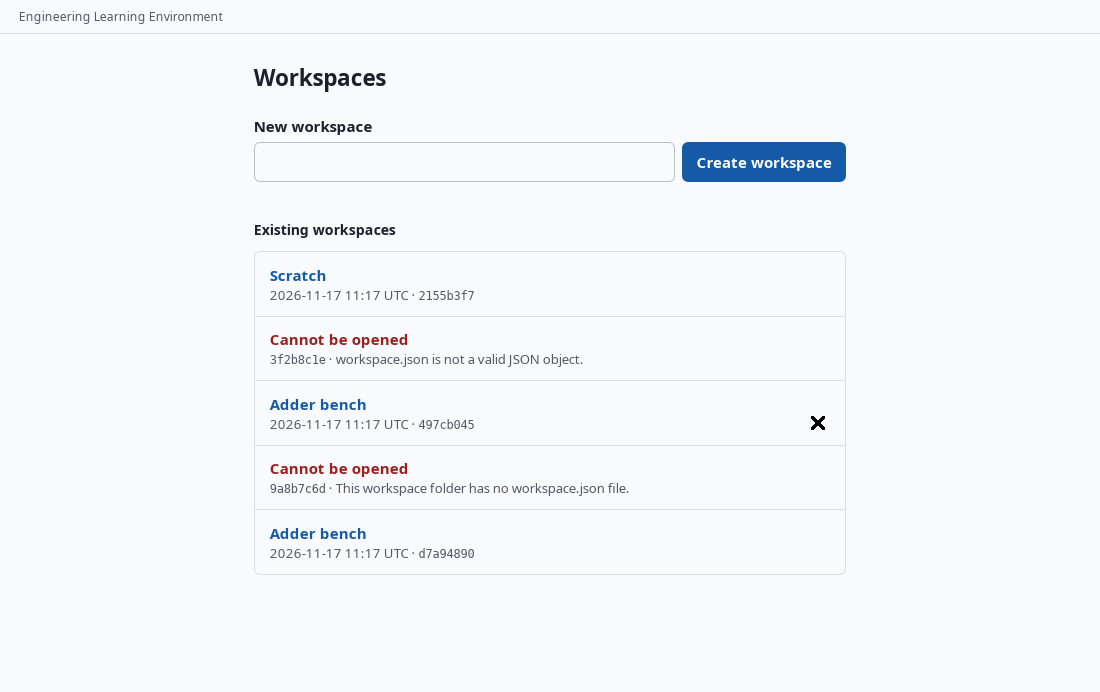 Engineering Learning Environment
Workspaces
New workspace
Create workspace
Existing workspaces
Scratch
2026-11-17 11:17 UTC · 2155b3f7
Cannot be opened
3f2b8c1e · workspace.json is not a valid JSON object.
Adder bench
2026-11-17 11:17 UTC · 497cb045
Cannot be opened
9a8b7c6d · This workspace folder has no workspace.json file.
Adder bench
2026-11-17 11:17 UTC · d7a94890